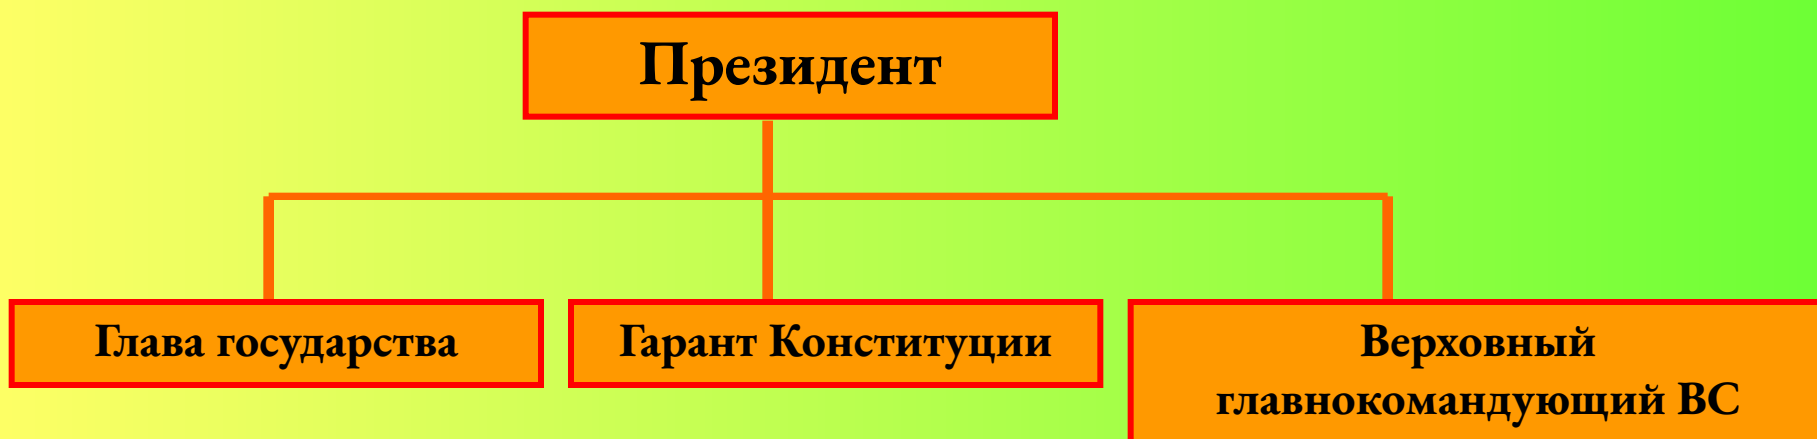 Президент
Глава государства
Гарант Конституции
Верховный
главнокомандующий ВС